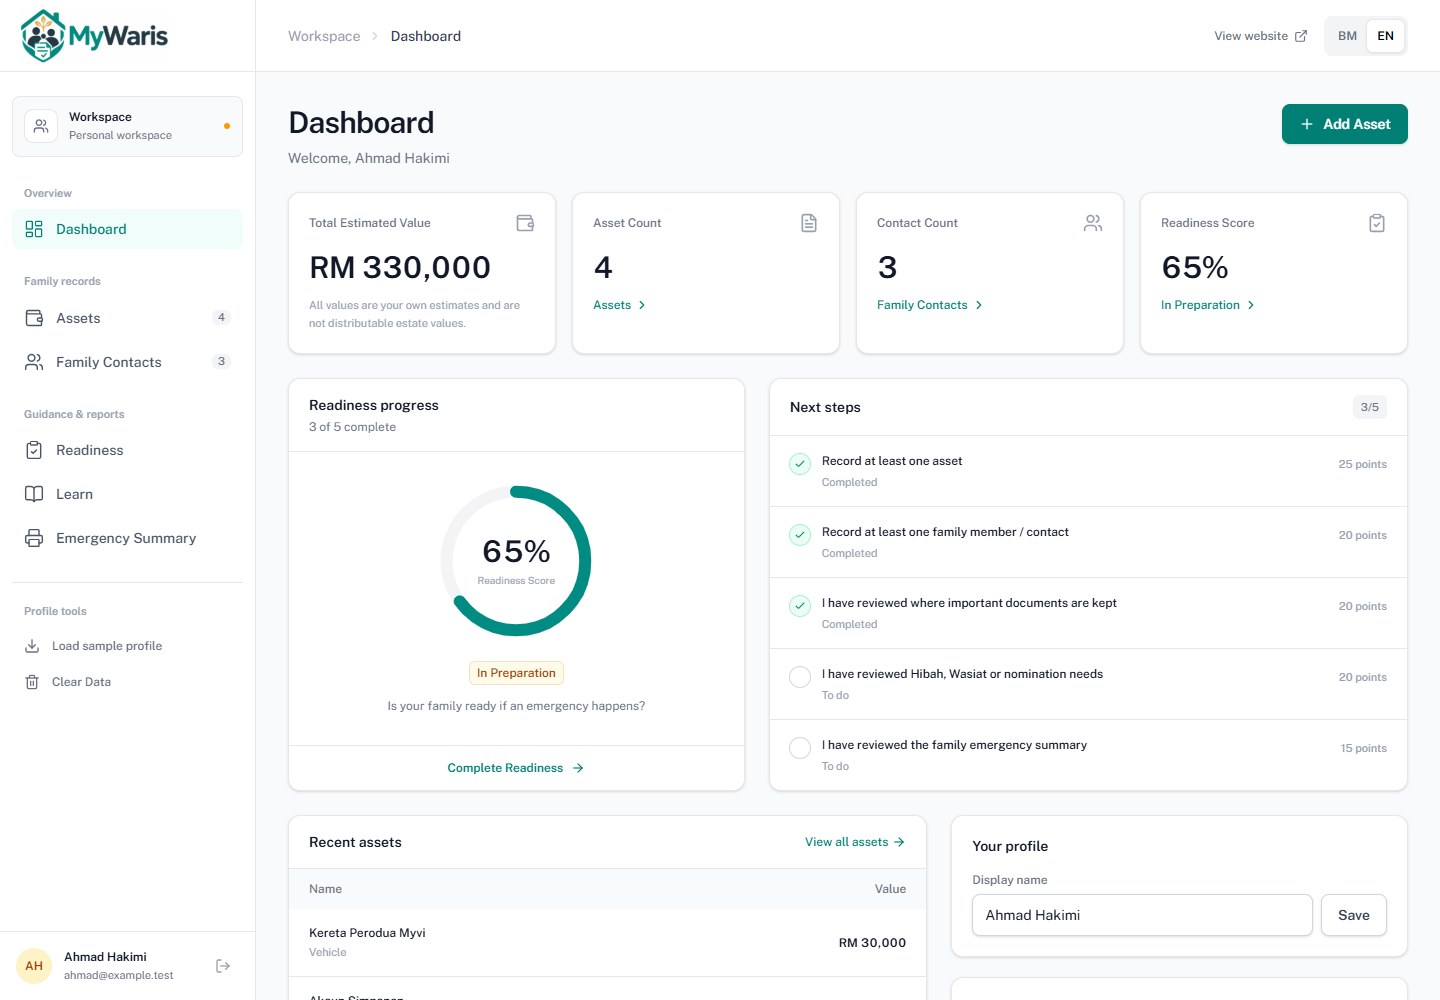 MyWaris
Workspace
Personal workspace
Overview
Dashboard
Family records
Assets 4
Family Contacts 3
Guidance & reports
Readiness
Learn
Emergency Summary
Profile tools
Load sample profile
Clear Data
AH
Ahmad Hakimi
ahmad@example.test
Workspace Dashboard
View website
BM EN
Dashboard
Welcome, Ahmad Hakimi
Add Asset
Total Estimated Value
RM 330,000
All values are your own estimates and are
not distributable estate values.
Asset Count
4
Assets
Contact Count
3
Family Contacts
Readiness Score
65%
In Preparation
Readiness progress
3 of 5 complete
65%
Readiness Score
In Preparation
Is your family ready if an emergency happens?
Complete Readiness
Next steps 3/5
Record at least one asset 25 points
Completed
Record at least one family member / contact 20 points
Completed
I have reviewed where important documents are kept 20 points
Completed
I have reviewed Hibah, Wasiat or nomination needs 20 points
To do
I have reviewed the family emergency summary 15 points
To do
Recent assets View all assets
Name Value
Kereta Perodua Myvi RM 30,000
Vehicle
Your profile
Display name
Ahmad Hakimi Save